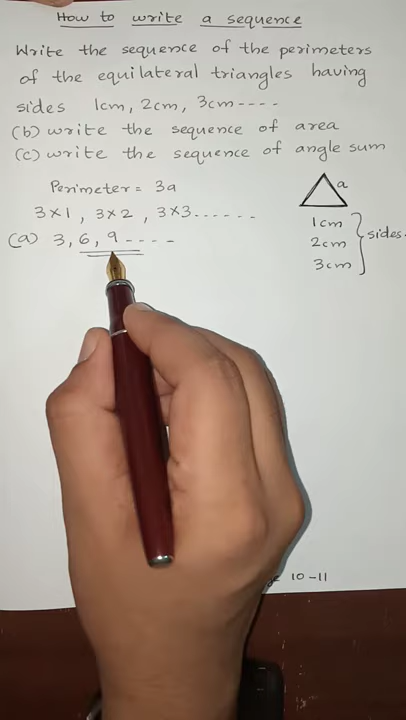 How to write a sequence
Write the sequence of the perimeters
of the equilateral triangles having
sides 1cm, 2cm, 3cm----
(b) write the sequence of area
(c) write the sequence of angle sum
Perimeter = 3a
a
3×1, 3×2, 3×3......
1cm
2cm
3cm
sides.
(a) 3, 6, 9----
10-11